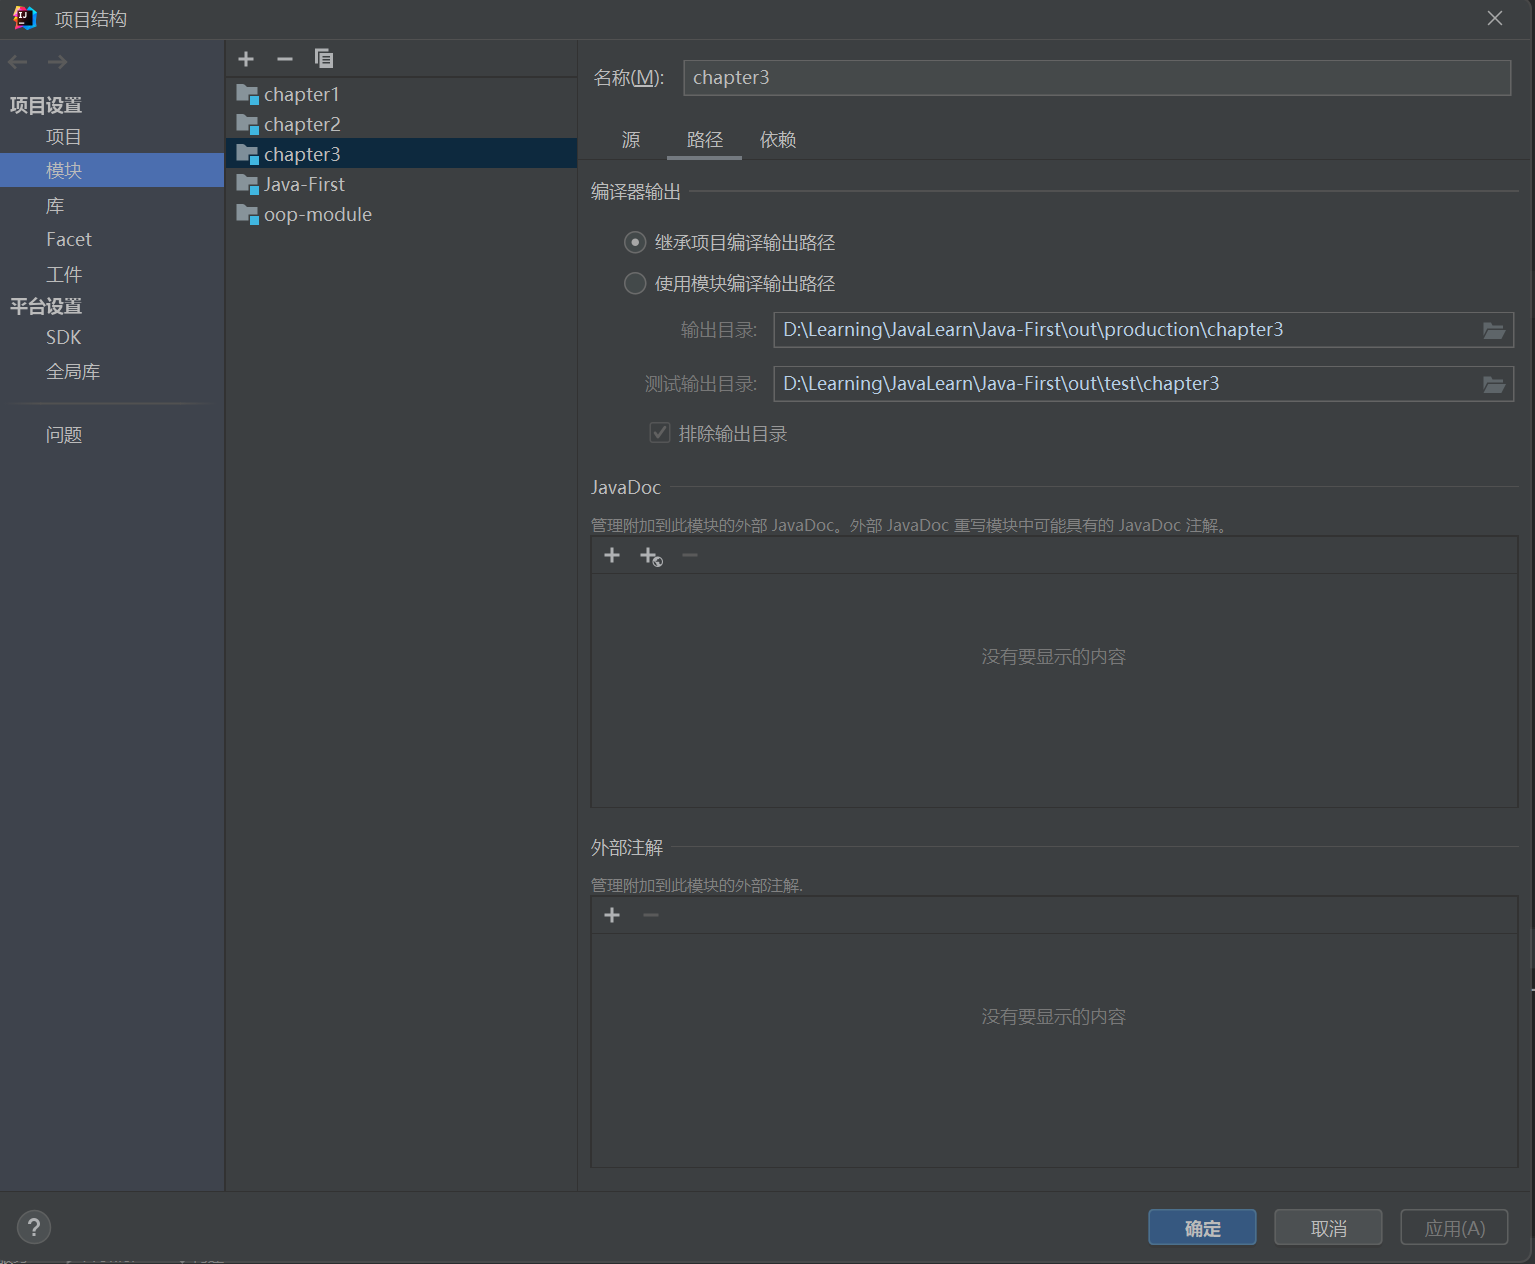 项目结构
项目设置
项目
模块
库
Facet
工件
平台设置
SDK
全局库
问题
chapter1
chapter2
chapter3
Java-First
oop-module
名称(M): chapter3
源 路径 依赖
编译器输出
继承项目编译输出路径
使用模块编译输出路径
输出目录: D:\Learning\JavaLearn\Java-First\out\production\chapter3
测试输出目录: D:\Learning\JavaLearn\Java-First\out\test\chapter3
排除输出目录
JavaDoc
管理附加到此模块的外部 JavaDoc。外部 JavaDoc 重写模块中可能具有的 JavaDoc 注解。
没有要显示的内容
外部注解
管理附加到此模块的外部注解.
没有要显示的内容
? 确定 取消 应用(A)